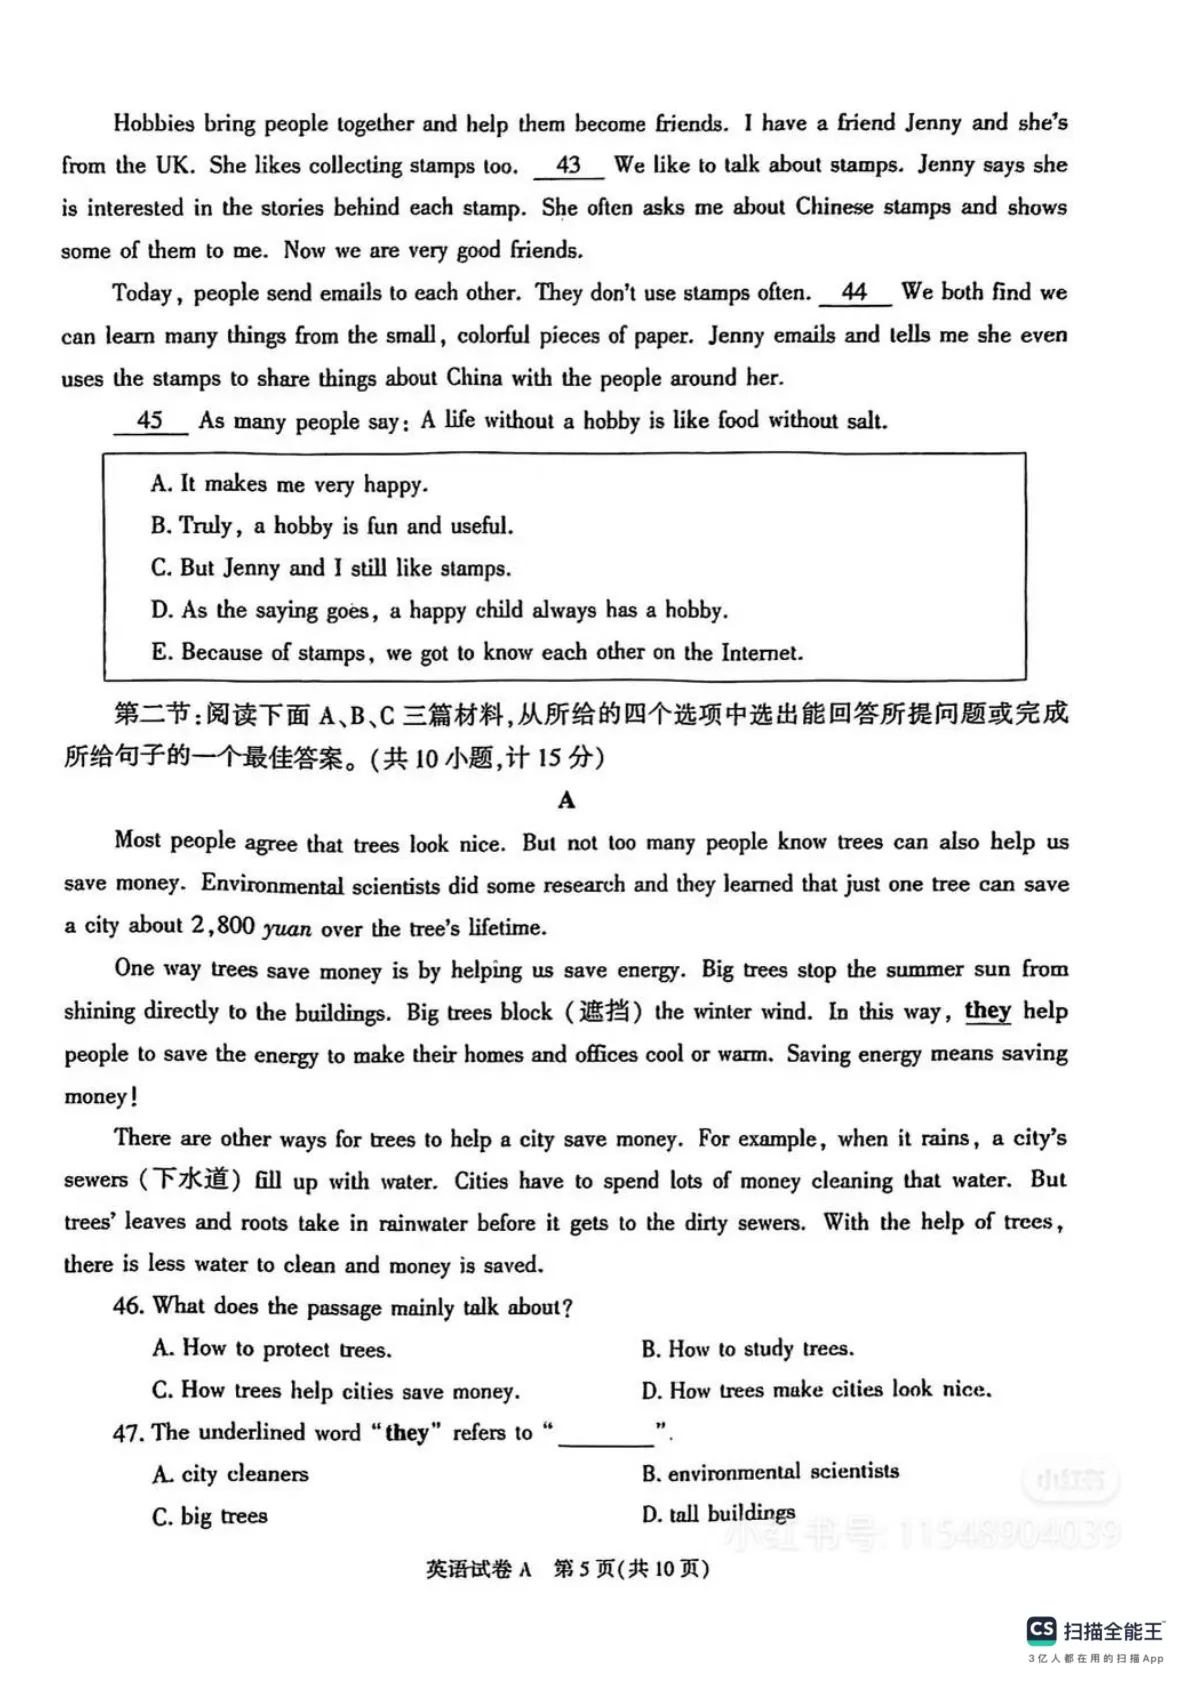 Hobbies bring people together and help them become friends. I have a friend Jenny and she's
from the UK. She likes collecting stamps too. 43 We like to talk about stamps. Jenny says she
is interested in the stories behind each stamp. She often asks me about Chinese stamps and shows
some of them to me. Now we are very good friends.
Today, people send emails to each other. They don't use stamps often. 44 We both find we
can learn many things from the small, colorful pieces of paper. Jenny emails and tells me she even
uses the stamps to share things about China with the people around her.
45 As many people say: A life without a hobby is like food without salt.
A. It makes me very happy.
B. Truly, a hobby is fun and useful.
C. But Jenny and I still like stamps.
D. As the saying goes, a happy child always has a hobby.
E. Because of stamps, we got to know each other on the Internet.
第二节:阅读下面 A、B、C 三篇材料,从所给的四个选项中选出能回答所提问题或完成
所给句子的一个最佳答案。(共 10 小题,计 15 分)
A
Most people agree that trees look nice. But not too many people know trees can also help us
save money. Environmental scientists did some research and they learned that just one tree can save
a city about 2,800 yuan over the tree's lifetime.
One way trees save money is by helping us save energy. Big trees stop the summer sun from
shining directly to the buildings. Big trees block (遮挡) the winter wind. In this way, they help
people to save the energy to make their homes and offices cool or warm. Saving energy means saving
money!
There are other ways for trees to help a city save money. For example, when it rains, a city's
sewers (下水道) fill up with water. Cities have to spend lots of money cleaning that water. But
trees' leaves and roots take in rainwater before it gets to the dirty sewers. With the help of trees,
there is less water to clean and money is saved.
46. What does the passage mainly talk about?
A. How to protect trees. B. How to study trees.
C. How trees help cities save money. D. How trees make cities look nice.
47. The underlined word "they" refers to "______".
A. city cleaners B. environmental scientists
C. big trees D. tall buildings
小红书
小红书号: 11548904039
英语试卷 A 第 5 页(共 10 页)
CS 扫描全能王™
3亿人都在用的扫描App